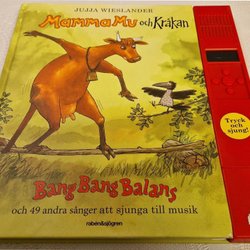 JUJJA WIESLANDER
Mamma Mu och Kråkan
Tryck
och
sjung!
Bang Bang Balans
och 49 andra sånger att sjunga till musik
rabén&sjögren